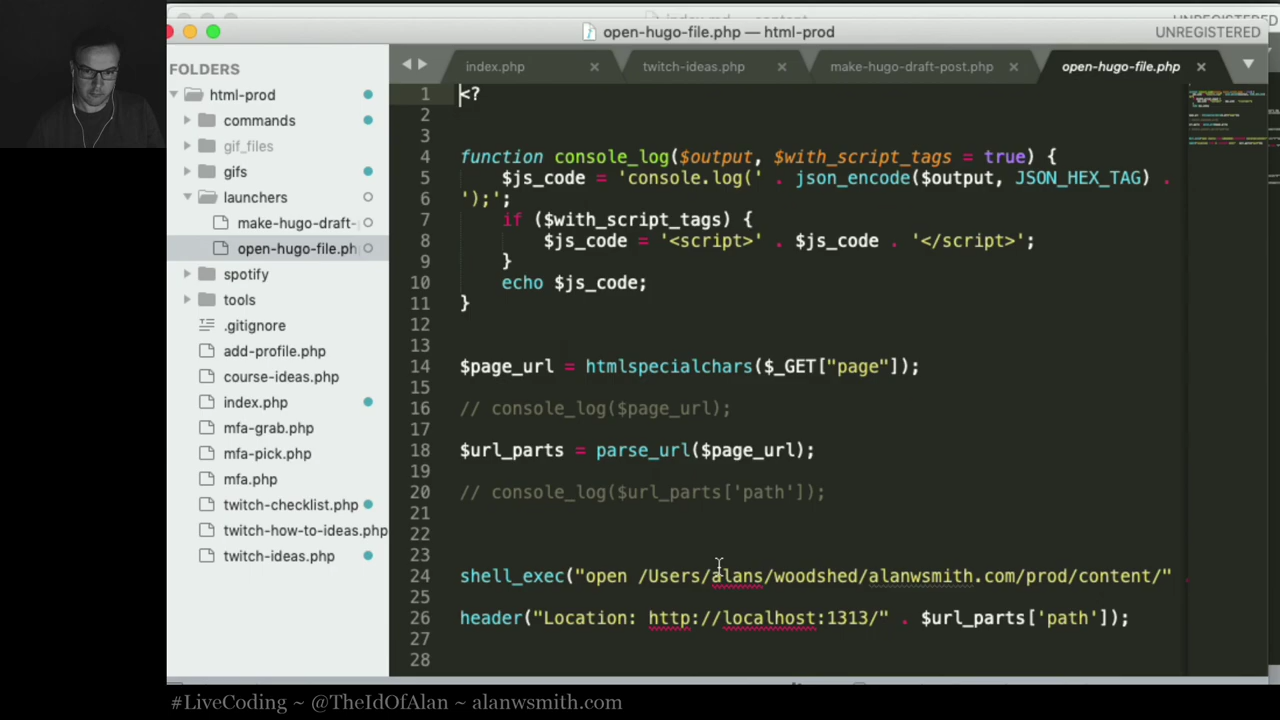 open-hugo-file.php — html-prod
UNREGISTERED
FOLDERS
html-prod
commands
gif_files
gifs
launchers
make-hugo-draft-
open-hugo-file.ph
spotify
tools
.gitignore
add-profile.php
course-ideas.php
index.php
mfa-grab.php
mfa-pick.php
mfa.php
twitch-checklist.php
twitch-how-to-ideas.php
twitch-ideas.php
index.php
twitch-ideas.php
make-hugo-draft-post.php
open-hugo-file.php
1 <?
2
3
4 function console_log($output, $with_script_tags = true) {
5 $js_code = 'console.log(' . json_encode($output, JSON_HEX_TAG) .
6 ');';
7 if ($with_script_tags) {
8 $js_code = '<script>' . $js_code . '</script>';
9 }
10 echo $js_code;
11 }
12
13
14 $page_url = htmlspecialchars($_GET["page"]);
15
16 // console_log($page_url);
17
18 $url_parts = parse_url($page_url);
19
20 // console_log($url_parts['path']);
21
22
23
24 shell_exec("open /Users/alans/woodshed/alanwsmith.com/prod/content/" .
25
26 header("Location: http://localhost:1313/" . $url_parts['path']);
27
28
#LiveCoding ~ @TheIdOfAlan ~ alanwsmith.com